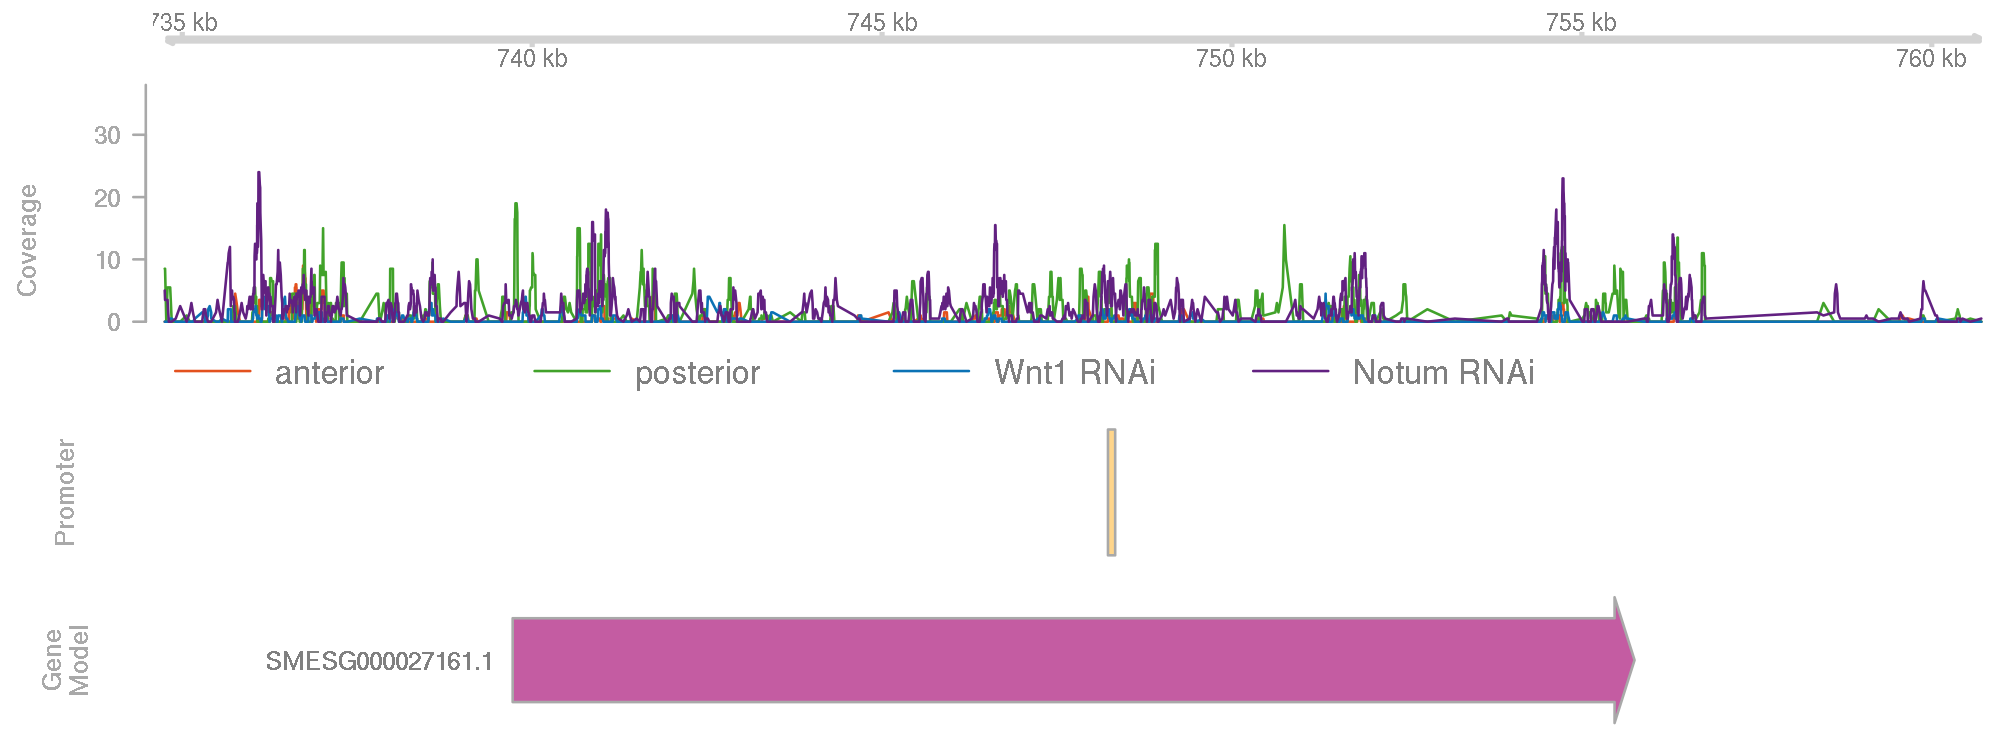 735 kb 745 kb 755 kb
740 kb 750 kb 760 kb
Coverage
30
20
10
0
anterior posterior Wnt1 RNAi Notum RNAi
Promoter
Gene
Model
SMESG000027161.1